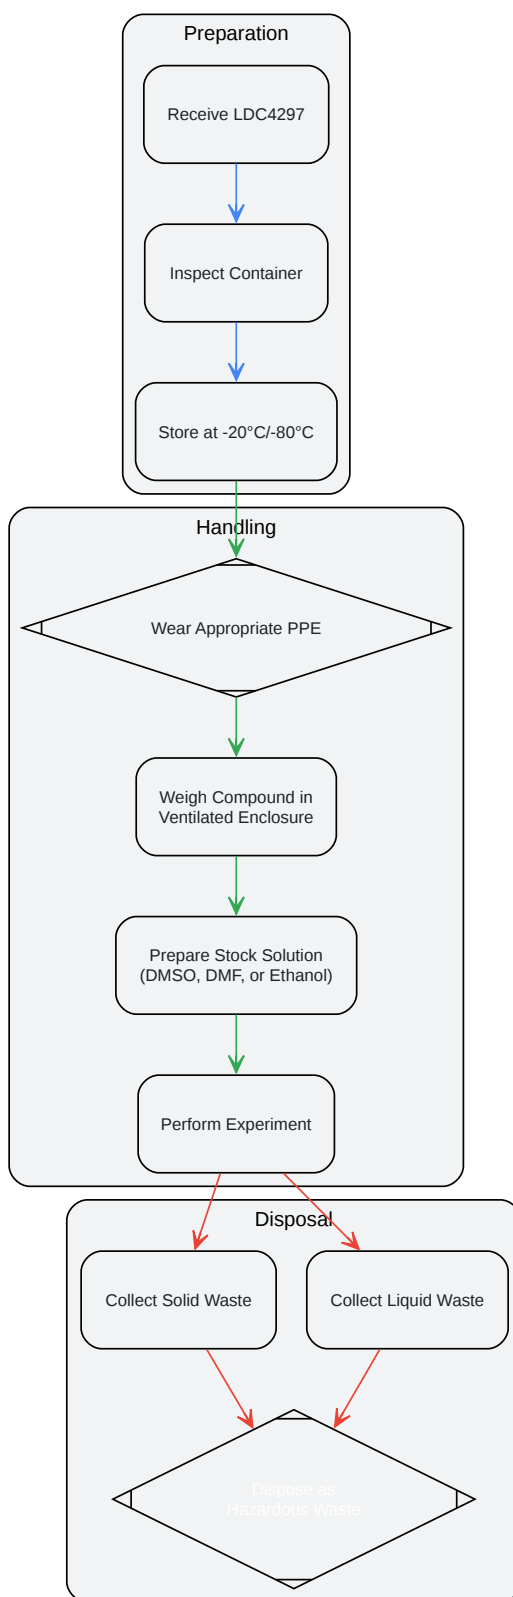 Preparation
Receive LDC4297
Inspect Container
Store at -20°C/-80°C
Handling
Wear Appropriate PPE
Weigh Compound in
Ventilated Enclosure
Prepare Stock Solution
(DMSO, DMF, or Ethanol)
Perform Experiment
Disposal
Collect Solid Waste
Collect Liquid Waste
Dispose as
Hazardous Waste